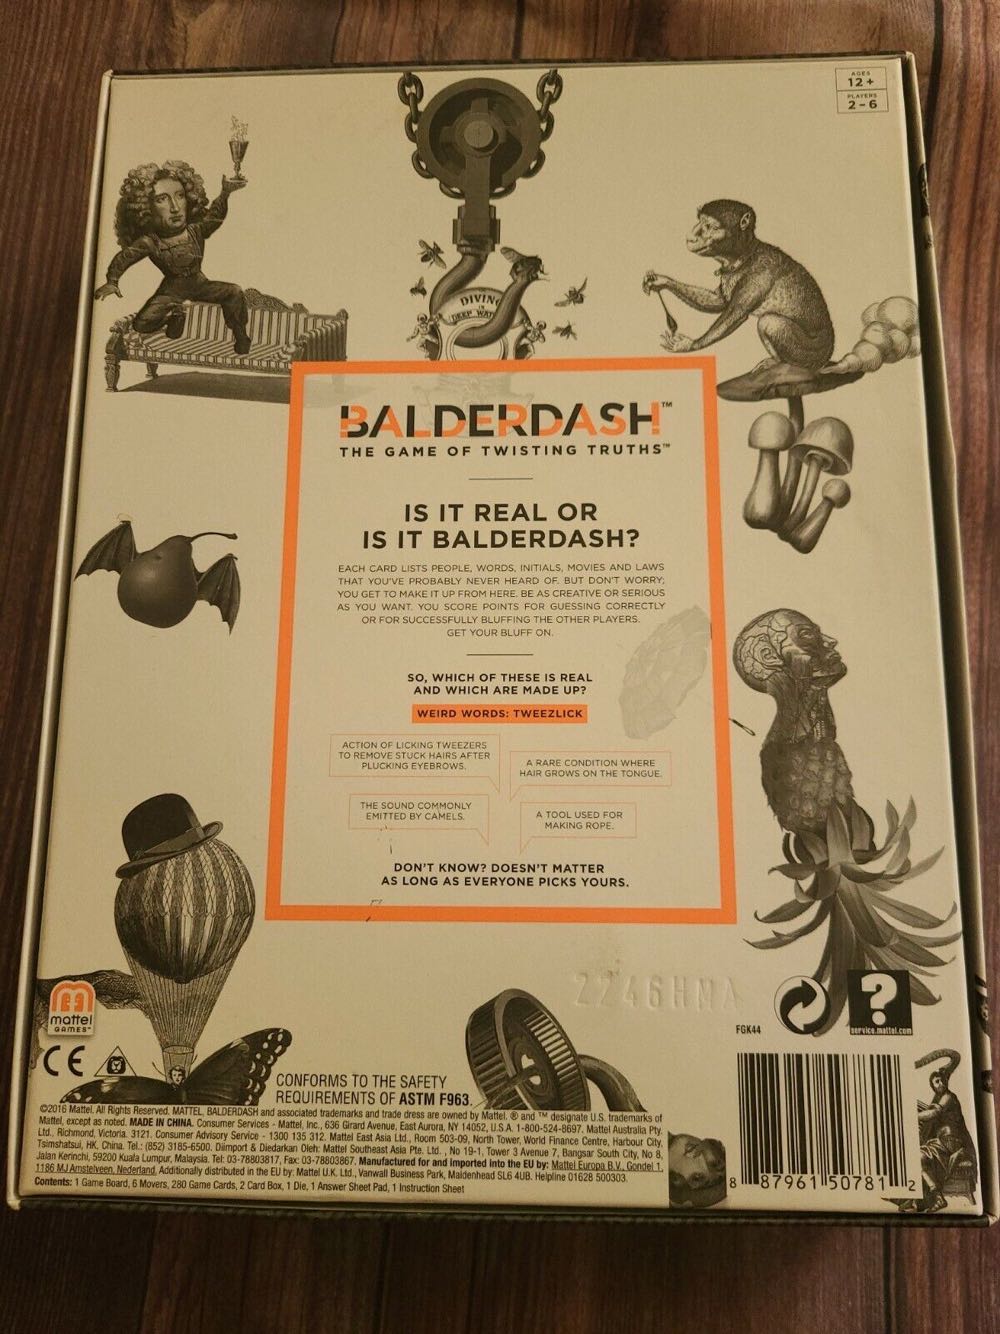 AGES
12+
PLAYERS
2-6
DIVING
IN
DEEP WAT
BALDERDASH™
THE GAME OF TWISTING TRUTHS™
IS IT REAL OR
IS IT BALDERDASH?
EACH CARD LISTS PEOPLE, WORDS, INITIALS, MOVIES AND LAWS
THAT YOU'VE PROBABLY NEVER HEARD OF. BUT DON'T WORRY;
YOU GET TO MAKE IT UP FROM HERE. BE AS CREATIVE OR SERIOUS
AS YOU WANT. YOU SCORE POINTS FOR GUESSING CORRECTLY
OR FOR SUCCESSFULLY BLUFFING THE OTHER PLAYERS.
GET YOUR BLUFF ON.
SO, WHICH OF THESE IS REAL
AND WHICH ARE MADE UP?
WEIRD WORDS: TWEEZLICK
ACTION OF LICKING TWEEZERS
TO REMOVE STUCK HAIRS AFTER
PLUCKING EYEBROWS.
A RARE CONDITION WHERE
HAIR GROWS ON THE TONGUE.
THE SOUND COMMONLY
EMITTED BY CAMELS.
A TOOL USED FOR
MAKING ROPE.
DON'T KNOW? DOESN'T MATTER
AS LONG AS EVERYONE PICKS YOURS.
2246HMA
mattel
GAMES™
CE
FGK44
?
service.mattel.com
CONFORMS TO THE SAFETY
REQUIREMENTS OF ASTM F963.
©2016 Mattel. All Rights Reserved. MATTEL, BALDERDASH and associated trademarks and trade dress are owned by Mattel. ® and ™ designate U.S. trademarks of
Mattel, except as noted. MADE IN CHINA. Consumer Services - Mattel, Inc., 636 Girard Avenue, East Aurora, NY 14052, U.S.A. 1-800-524-8697. Mattel Australia Pty.
Ltd., Richmond, Victoria. 3121. Consumer Advisory Service - 1300 135 312. Mattel East Asia Ltd., Room 503-09, North Tower, World Finance Centre, Harbour City,
Tsimshatsui, HK, China. Tel.: (852) 3185-6500. Diimport & Diedarkan Oleh: Mattel Southeast Asia Pte. Ltd., No 19-1, Tower 3 Avenue 7, Bangsar South City, No 8,
Jalan Kerinchi, 59200 Kuala Lumpur, Malaysia. Tel: 03-78803817, Fax: 03-78803867. Manufactured for and imported into the EU by: Mattel Europa B.V., Gondel 1,
1186 MJ Amstelveen, Nederland. Additionally distributed in the EU by: Mattel U.K. Ltd., Vanwall Business Park, Maidenhead SL6 4UB. Helpline 01628 500303.
Contents: 1 Game Board, 6 Movers, 280 Game Cards, 2 Card Box, 1 Die, 1 Answer Sheet Pad, 1 Instruction Sheet
8 87961 50781 2